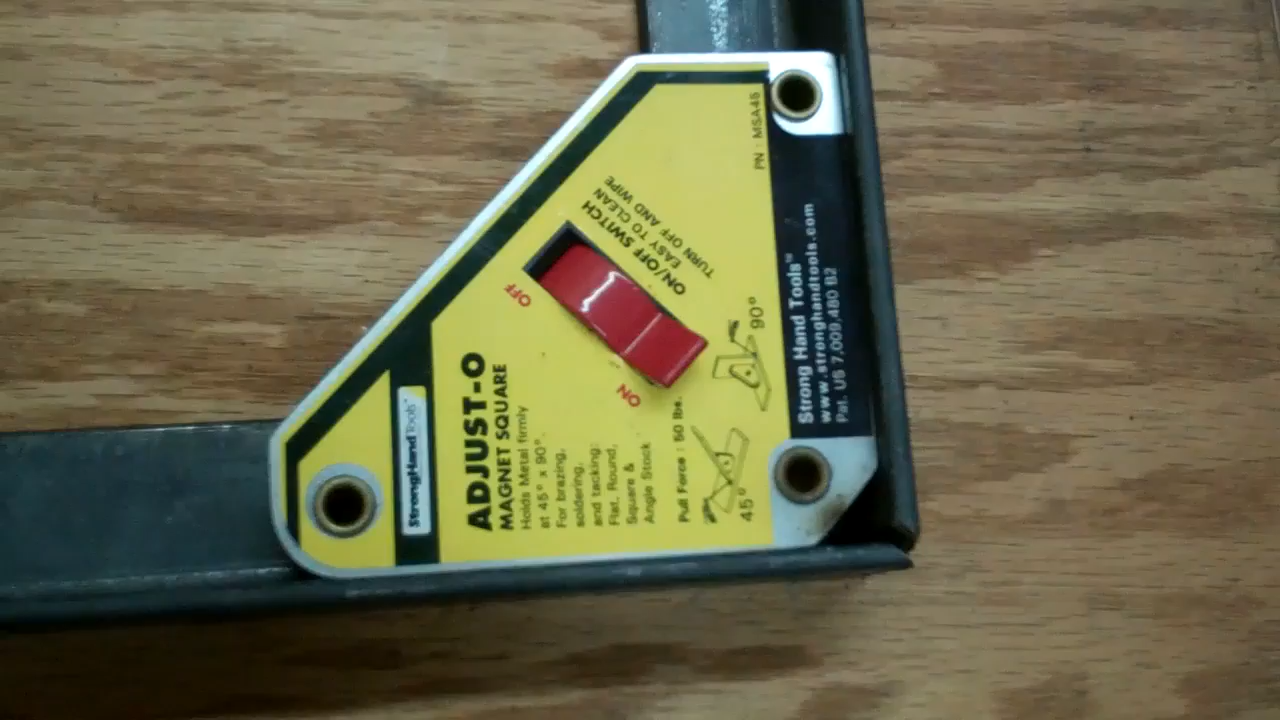 StrongHandTools™
ADJUST-O
MAGNET SQUARE
Holds Metal firmly
at 45° x 90°.
For brazing,
soldering,
and tacking:
Flat, Round,
Square &
Angle Stock
Pull Force : 50 lbs.
45°
90°
OFF
ON
ON/OFF SWITCH
EASY TO CLEAN
TURN OFF AND WIPE
PN : MSA45
Strong Hand Tools™
www.stronghandtools.com
Pat. US 7,009,480 B2